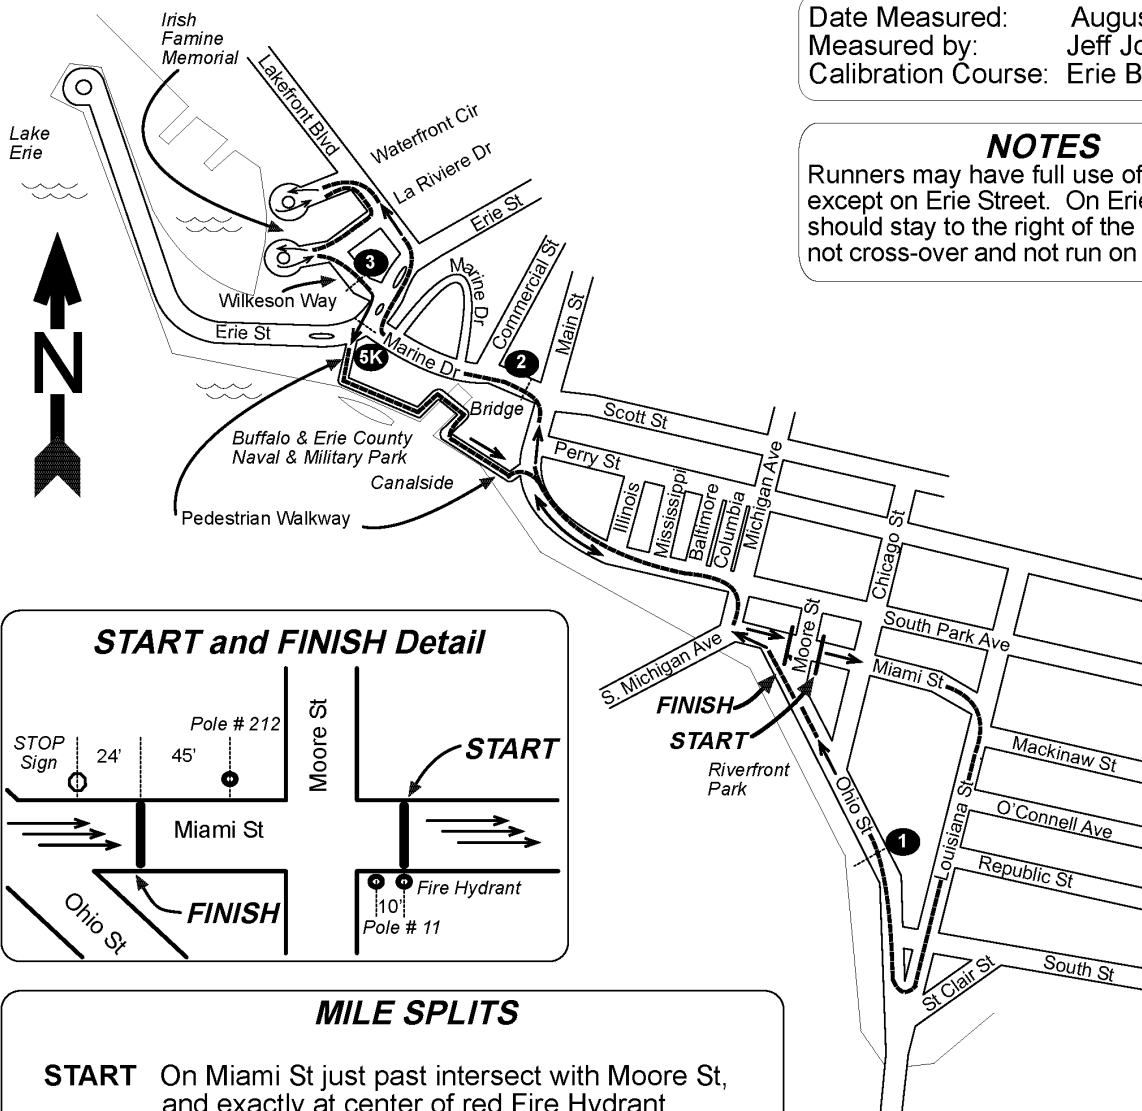 Irish
Famine
Memorial
Date Measured:
Measured by:
Calibration Course: Erie
Lakefront Blvd
Waterfront Cir
La Riviere Dr
Erie St
Lake
Erie
NOTES
Runners may have full use of
except on Erie Street. On
should stay to the right of the
not cross-over and not run on
3
Wilkeson Way
Marine Dr
Commercial St
Main St
N
Erie St
Marine Dr
5K
2
Bridge
Scott St
Buffalo & Erie County
Naval & Military Park
Canalside
Perry St
Pedestrian Walkway
Illinois
Mississippi
Baltimore
Columbia
Michigan Ave
Chicago St
Moore St
South Park Ave
S. Michigan Ave
Miami St
FINISH
START
Riverfront
Park
Mackinaw St
Ohio St
Louisiana St
O'Connell Ave
1
Republic St
South St
St Clair St
START and FINISH Detail
Moore St
Pole # 212
STOP
Sign
24'
45'
START
Miami St
Fire Hydrant
10'
Pole # 11
FINISH
Ohio St
MILE SPLITS
START On Miami St just past intersect with Moore St,
and exactly at center of red Fire Hydrant